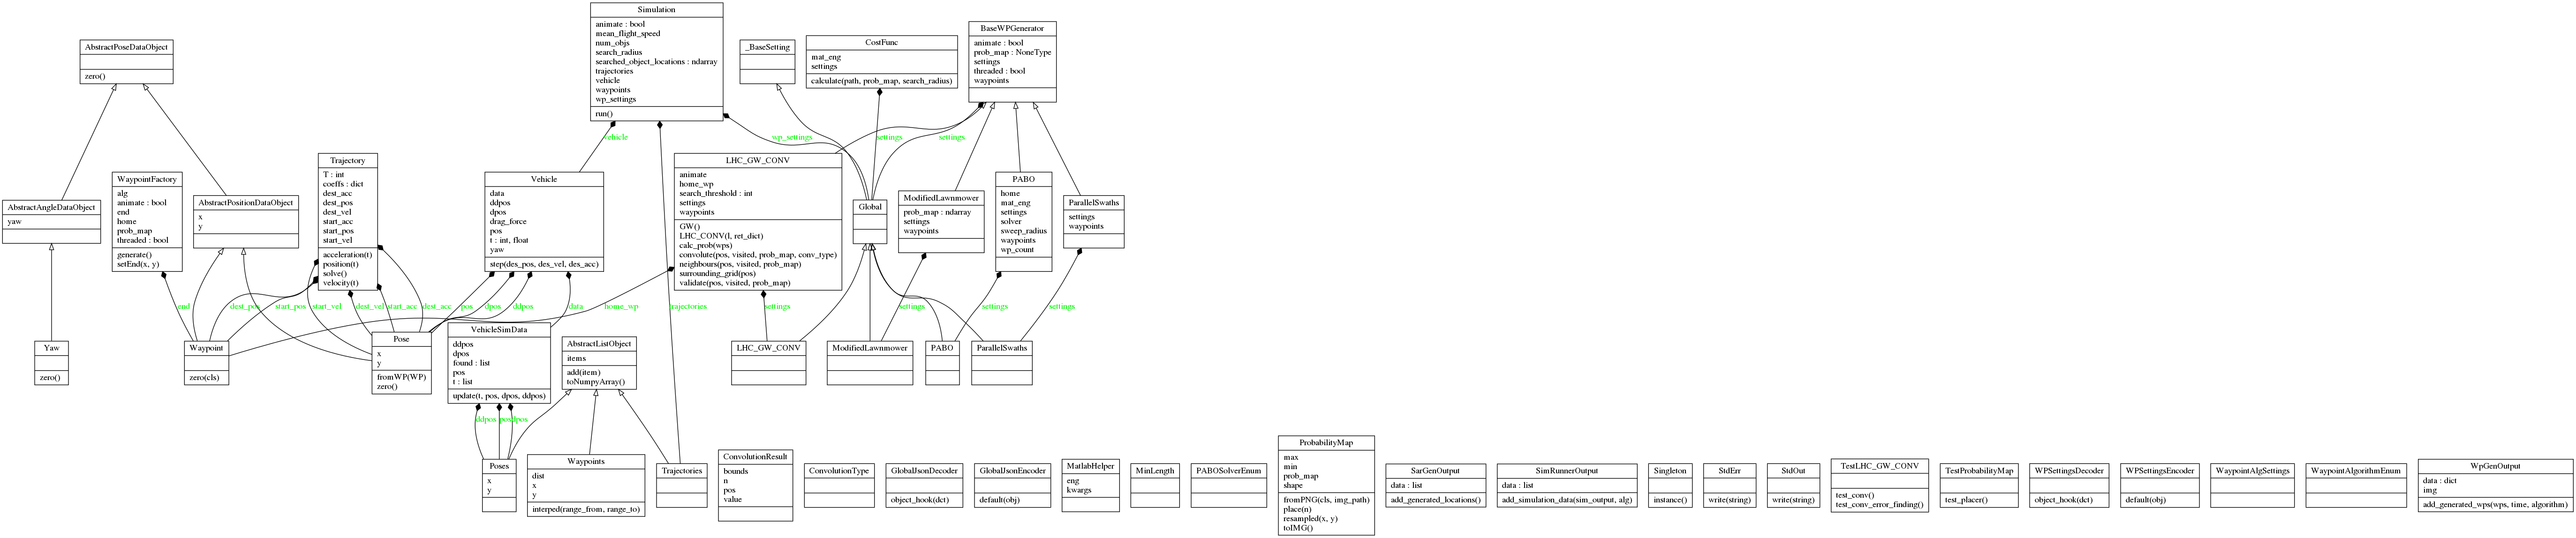 Simulation
animate : bool
mean_flight_speed
num_objs
search_radius
searched_object_locations : ndarray
trajectories
vehicle
waypoints
wp_settings
run()
BaseWPGenerator
animate : bool
prob_map : NoneType
settings
threaded : bool
waypoints
AbstractPoseDataObject
zero()
_BaseSetting
CostFunc
mat_eng
settings
calculate(path, prob_map, search_radius)
vehicle
wp_settings
settings
settings
AbstractAngleDataObject
yaw
WaypointFactory
alg
animate : bool
end
home
prob_map
threaded : bool
generate()
setEnd(x, y)
AbstractPositionDataObject
x
y
Trajectory
T : int
coeffs : dict
dest_acc
dest_pos
dest_vel
start_acc
start_pos
start_vel
acceleration(t)
position(t)
solve()
velocity(t)
Vehicle
data
ddpos
dpos
drag_force
pos
t : int, float
yaw
step(des_pos, des_vel, des_acc)
LHC_GW_CONV
animate
home_wp
search_threshold : int
settings
waypoints
GW()
LHC_CONV(l, ret_dict)
calc_prob(wps)
convolute(pos, visited, prob_map, conv_type)
neighbours(pos, visited, prob_map)
surrounding_grid(pos)
validate(pos, visited, prob_map)
Global
ModifiedLawnmower
prob_map : ndarray
settings
waypoints
PABO
home
mat_eng
settings
solver
sweep_radius
waypoints
wp_count
ParallelSwaths
settings
waypoints
end
dest_pos
start_pos
start_vel
dest_vel
start_acc
dest_acc
pos
dpos
ddpos
data
home_wp
trajectories
settings
settings
settings
settings
Yaw
zero()
Waypoint
zero(cls)
Pose
x
y
fromWP(WP)
zero()
VehicleSimData
ddpos
dpos
found : list
pos
t : list
update(t, pos, dpos, ddpos)
AbstractListObject
items
add(item)
toNumpyArray()
LHC_GW_CONV
ModifiedLawnmower
PABO
ParallelSwaths
ddpos
pos
dpos
Poses
x
y
Waypoints
dist
x
y
interped(range_from, range_to)
Trajectories
ConvolutionResult
bounds
n
pos
value
ConvolutionType
GlobalJsonDecoder
object_hook(dct)
GlobalJsonEncoder
default(obj)
MatlabHelper
eng
kwargs
MinLength
PABOSolverEnum
ProbabilityMap
max
min
prob_map
shape
fromPNG(cls, img_path)
place(n)
resampled(x, y)
toIMG()
SarGenOutput
data : list
add_generated_locations()
SimRunnerOutput
data : list
add_simulation_data(sim_output, alg)
Singleton
instance()
StdErr
write(string)
StdOut
write(string)
TestLHC_GW_CONV
test_conv()
test_conv_error_finding()
TestProbabilityMap
test_placer()
WPSettingsDecoder
object_hook(dct)
WPSettingsEncoder
default(obj)
WaypointAlgSettings
WaypointAlgorithmEnum
WpGenOutput
data : dict
img
add_generated_wps(wps, time, algorithm)